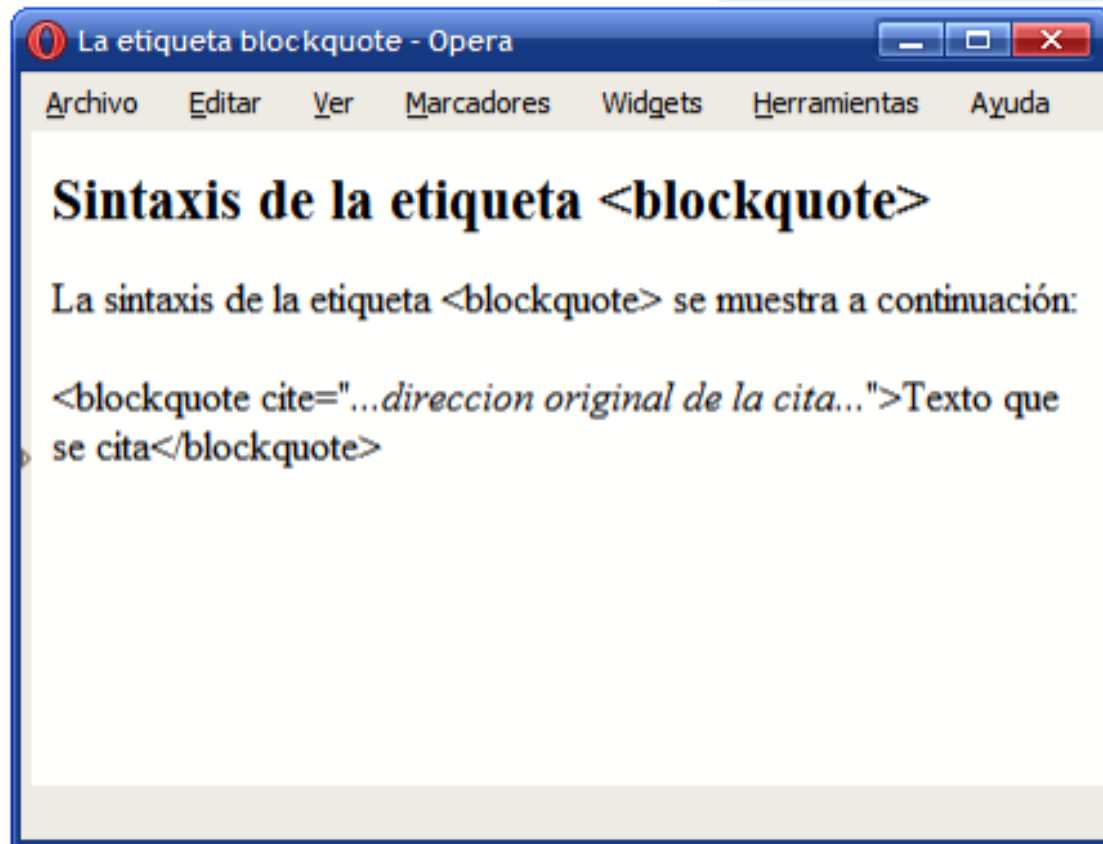 La etiqueta blockquote - Opera
Archivo Editar Ver Marcadores Widgets Herramientas Ayuda
Sintaxis de la etiqueta <blockquote>
La sintaxis de la etiqueta <blockquote> se muestra a continuación:
<blockquote cite="...direccion original de la cita...">Texto que
se cita</blockquote>